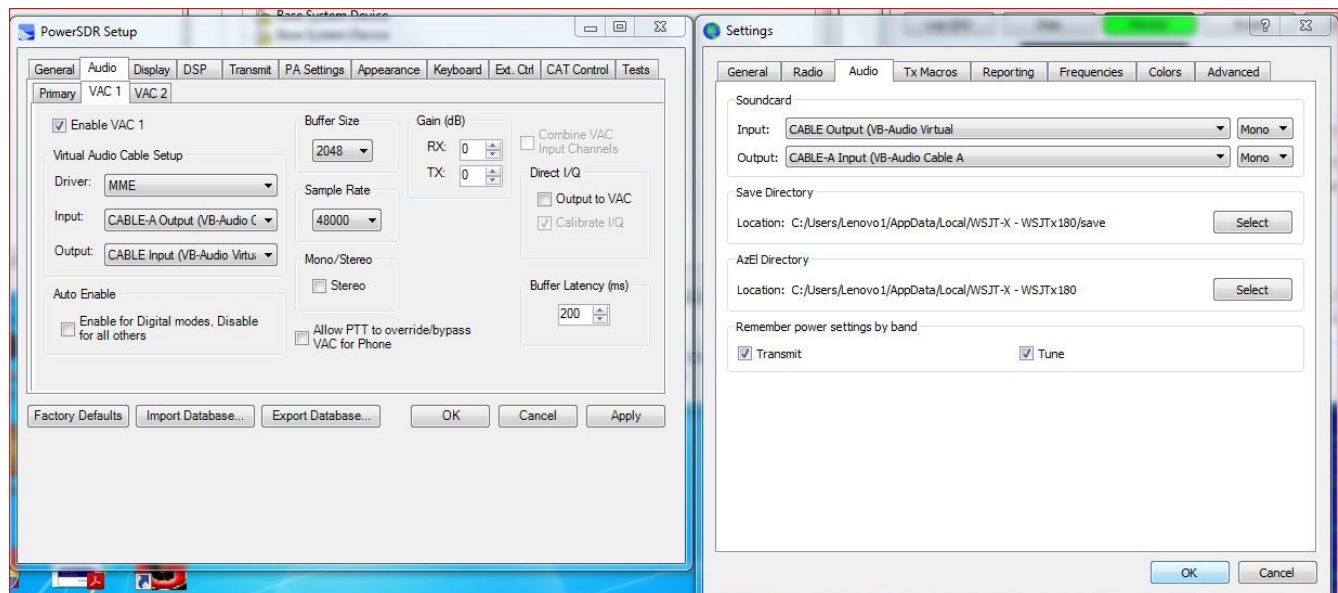 Base System Device
Base System Device
PowerSDR Setup
General Audio Display DSP Transmit PA Settings Appearance Keyboard Ext. Ctrl CAT Control Tests
Primary VAC 1 VAC 2
Enable VAC 1
Buffer Size
2048
Gain (dB)
RX: 0
TX: 0
Combine VAC
Input Channels
Virtual Audio Cable Setup
Driver: MME
Input: CABLE-A Output (VB-Audio C
Output: CABLE Input (VB-Audio Virtu
Sample Rate
48000
Direct I/Q
Output to VAC
Calibrate I/Q
Mono/Stereo
Stereo
Buffer Latency (ms)
200
Auto Enable
Enable for Digital modes, Disable
for all others
Allow PTT to override/bypass
VAC for Phone
Factory Defaults Import Database... Export Database... OK Cancel Apply
Settings
General Radio Audio Tx Macros Reporting Frequencies Colors Advanced
Soundcard
Input: CABLE Output (VB-Audio Virtual Mono
Output: CABLE-A Input (VB-Audio Cable A Mono
Save Directory
Location: C:/Users/Lenovo1/AppData/Local/WSJT-X - WSJTx180/save Select
AzEl Directory
Location: C:/Users/Lenovo1/AppData/Local/WSJT-X - WSJTx180 Select
Remember power settings by band
Transmit Tune
OK Cancel